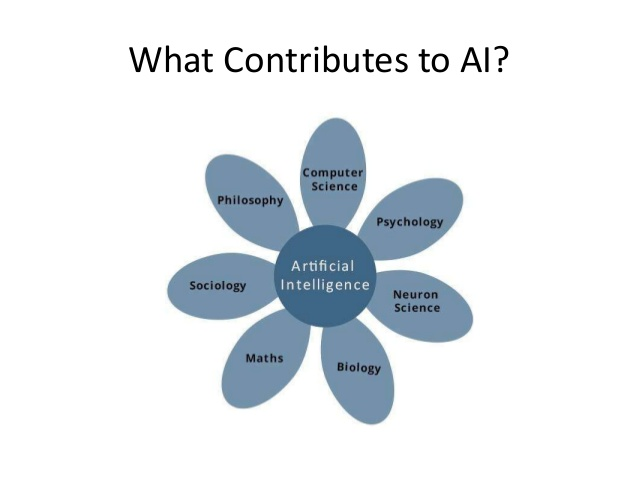 What Contributes to AI?
Computer
Science
Philosophy
Psychology
Artificial
Intelligence
Sociology
Neuron
Science
Maths
Biology